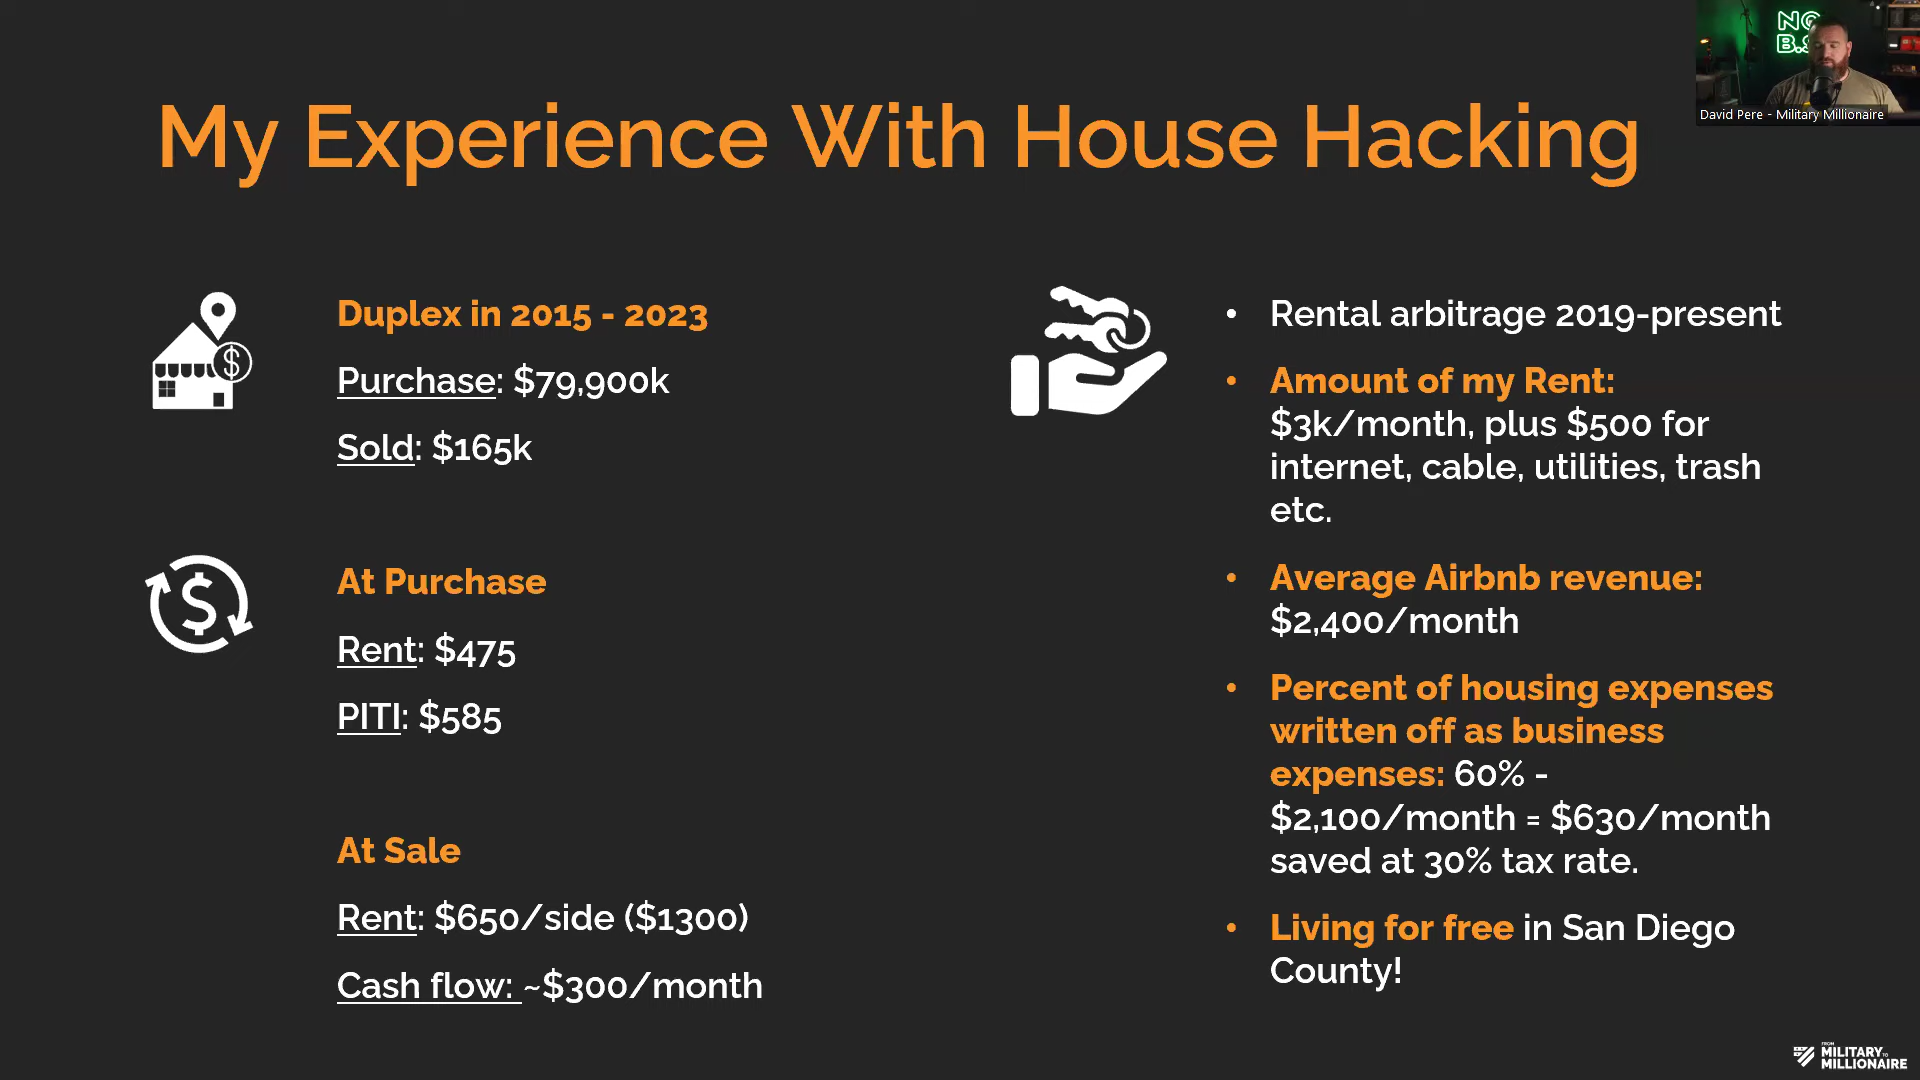 My Experience With House Hacking
NO
B.S
David Pere - Military Millionaire
Duplex in 2015 - 2023
Purchase: $79,900k
Sold: $165k
At Purchase
Rent: $475
PITI: $585
At Sale
Rent: $650/side ($1300)
Cash flow: ~$300/month
• Rental arbitrage 2019-present
• Amount of my Rent:
$3k/month, plus $500 for
internet, cable, utilities, trash
etc.
• Average Airbnb revenue:
$2,400/month
• Percent of housing expenses
written off as business
expenses: 60% -
$2,100/month = $630/month
saved at 30% tax rate.
• Living for free in San Diego
County!
FROM
MILITARY TO
MILLIONAIRE